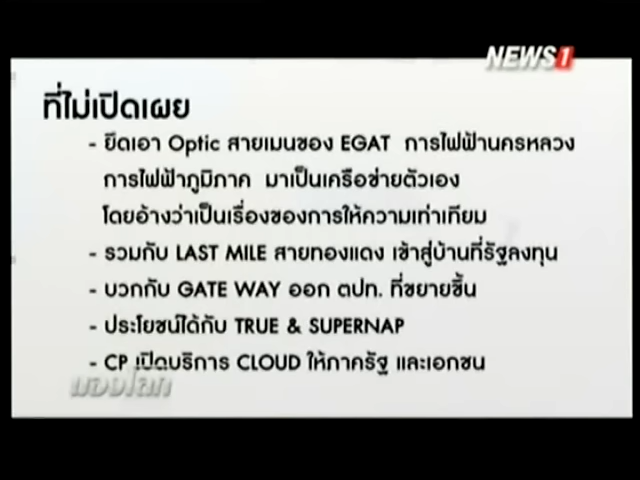 NEWS1
ที่ไม่เปิดเผย
- ยึดเอา Optic สายเมนของ EGAT การไฟฟ้านครหลวง
การไฟฟ้าภูมิภาค มาเป็นเครือข่ายตัวเอง
โดยอ้างว่าเป็นเรื่องของการให้ความเท่าเทียม
- รวมกับ LAST MILE สายทองแดง เข้าสู่บ้านที่รัฐลงทุน
- บวกกับ GATE WAY ออก ตปท. ที่ขยายขึ้น
- ประโยชน์ได้กับ TRUE & SUPERNAP
- CP เปิดบริการ CLOUD ให้ภาครัฐ และเอกชน
มองโลก